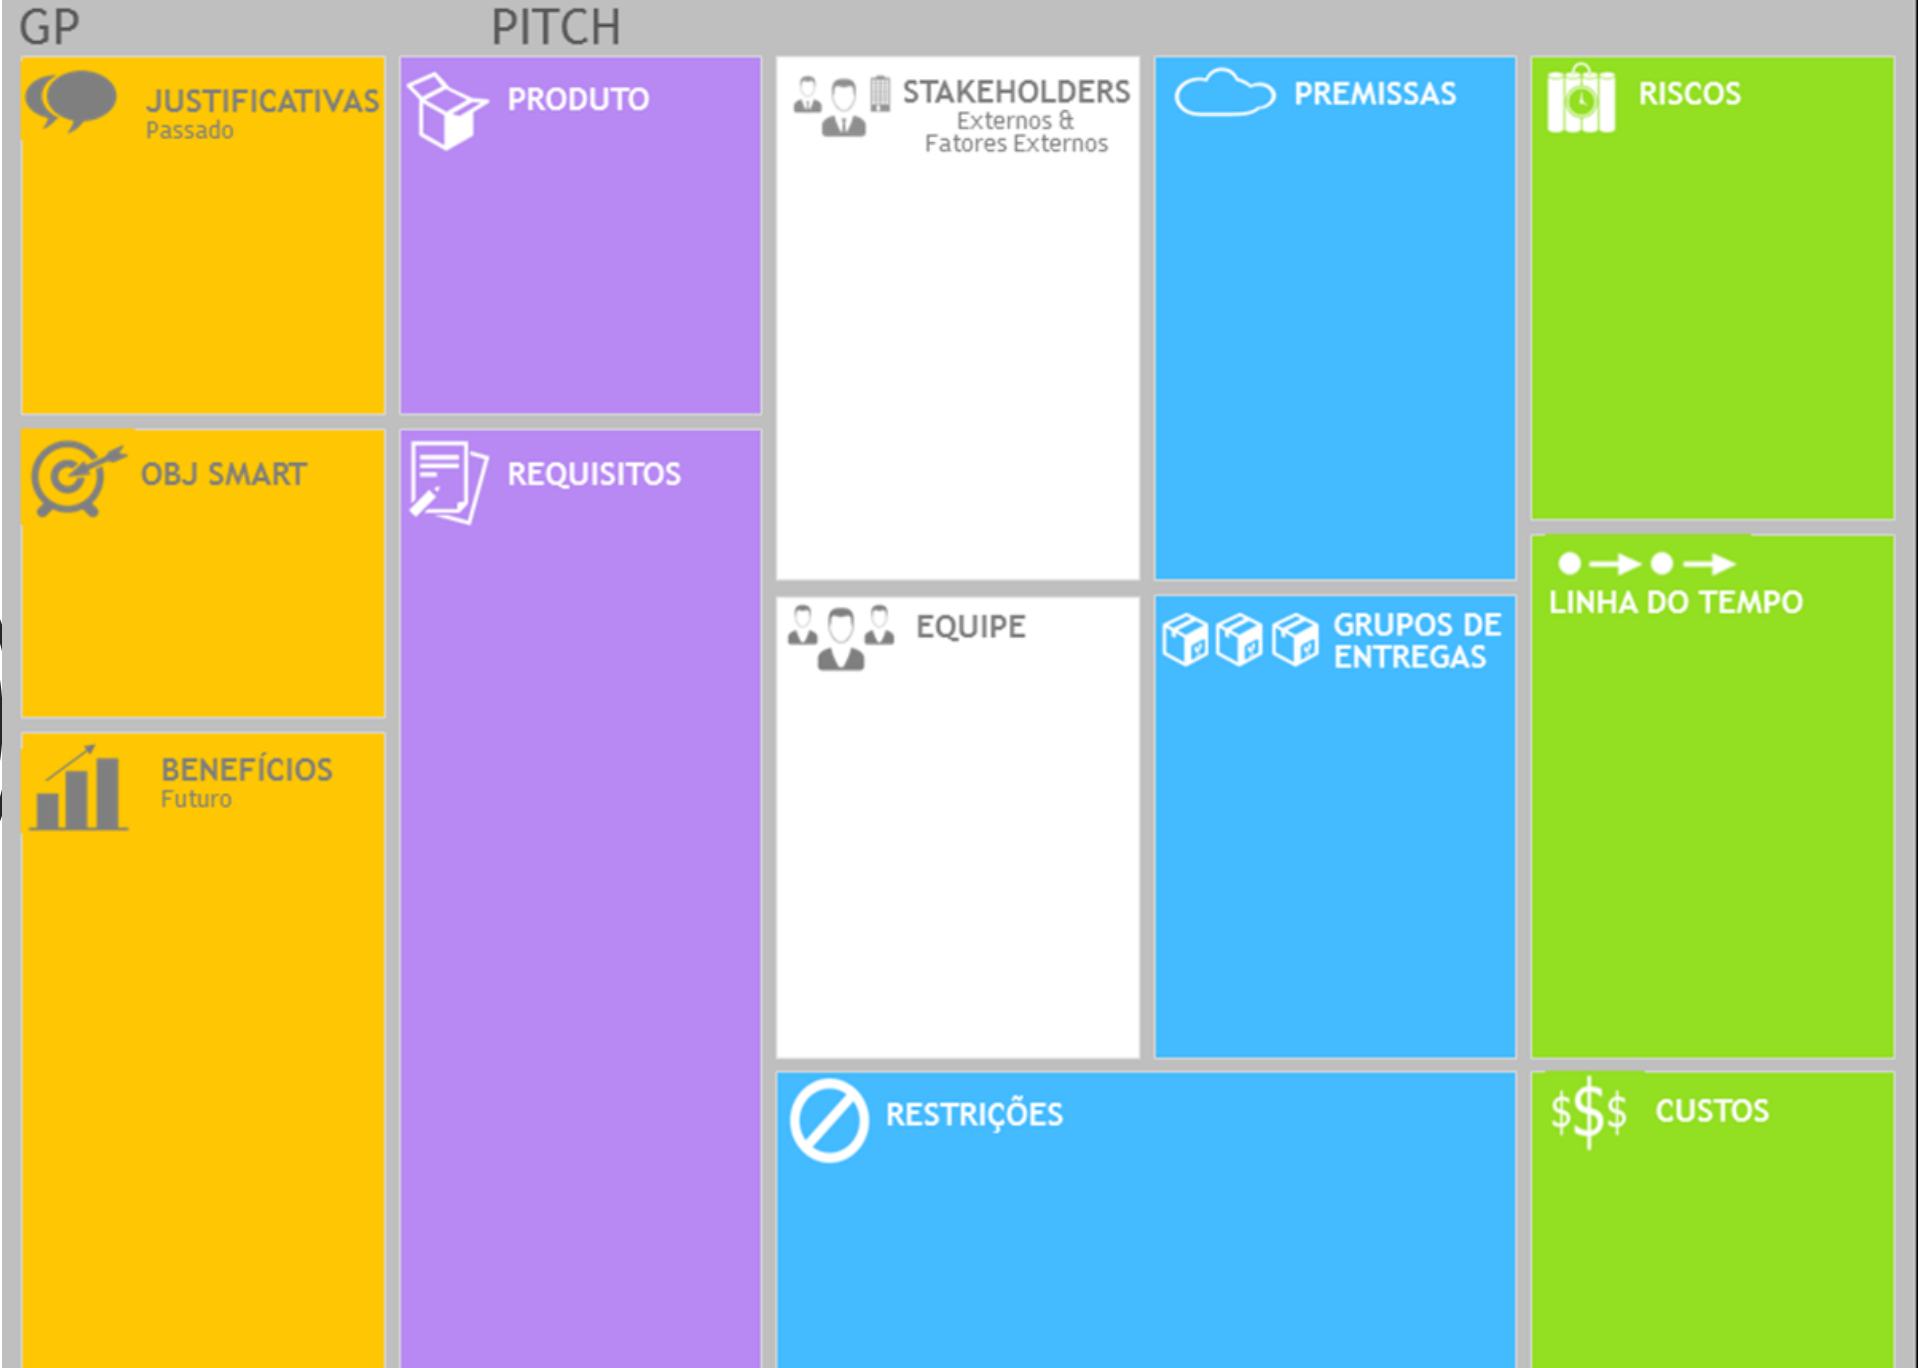 GP
PITCH
JUSTIFICATIVAS
Passado
OBJ SMART
BENEFÍCIOS
Futuro
PRODUTO
REQUISITOS
STAKEHOLDERS
Externos &
Fatores Externos
EQUIPE
PREMISSAS
GRUPOS DE
ENTREGAS
RESTRIÇÕES
RISCOS
LINHA DO TEMPO
$$$ CUSTOS